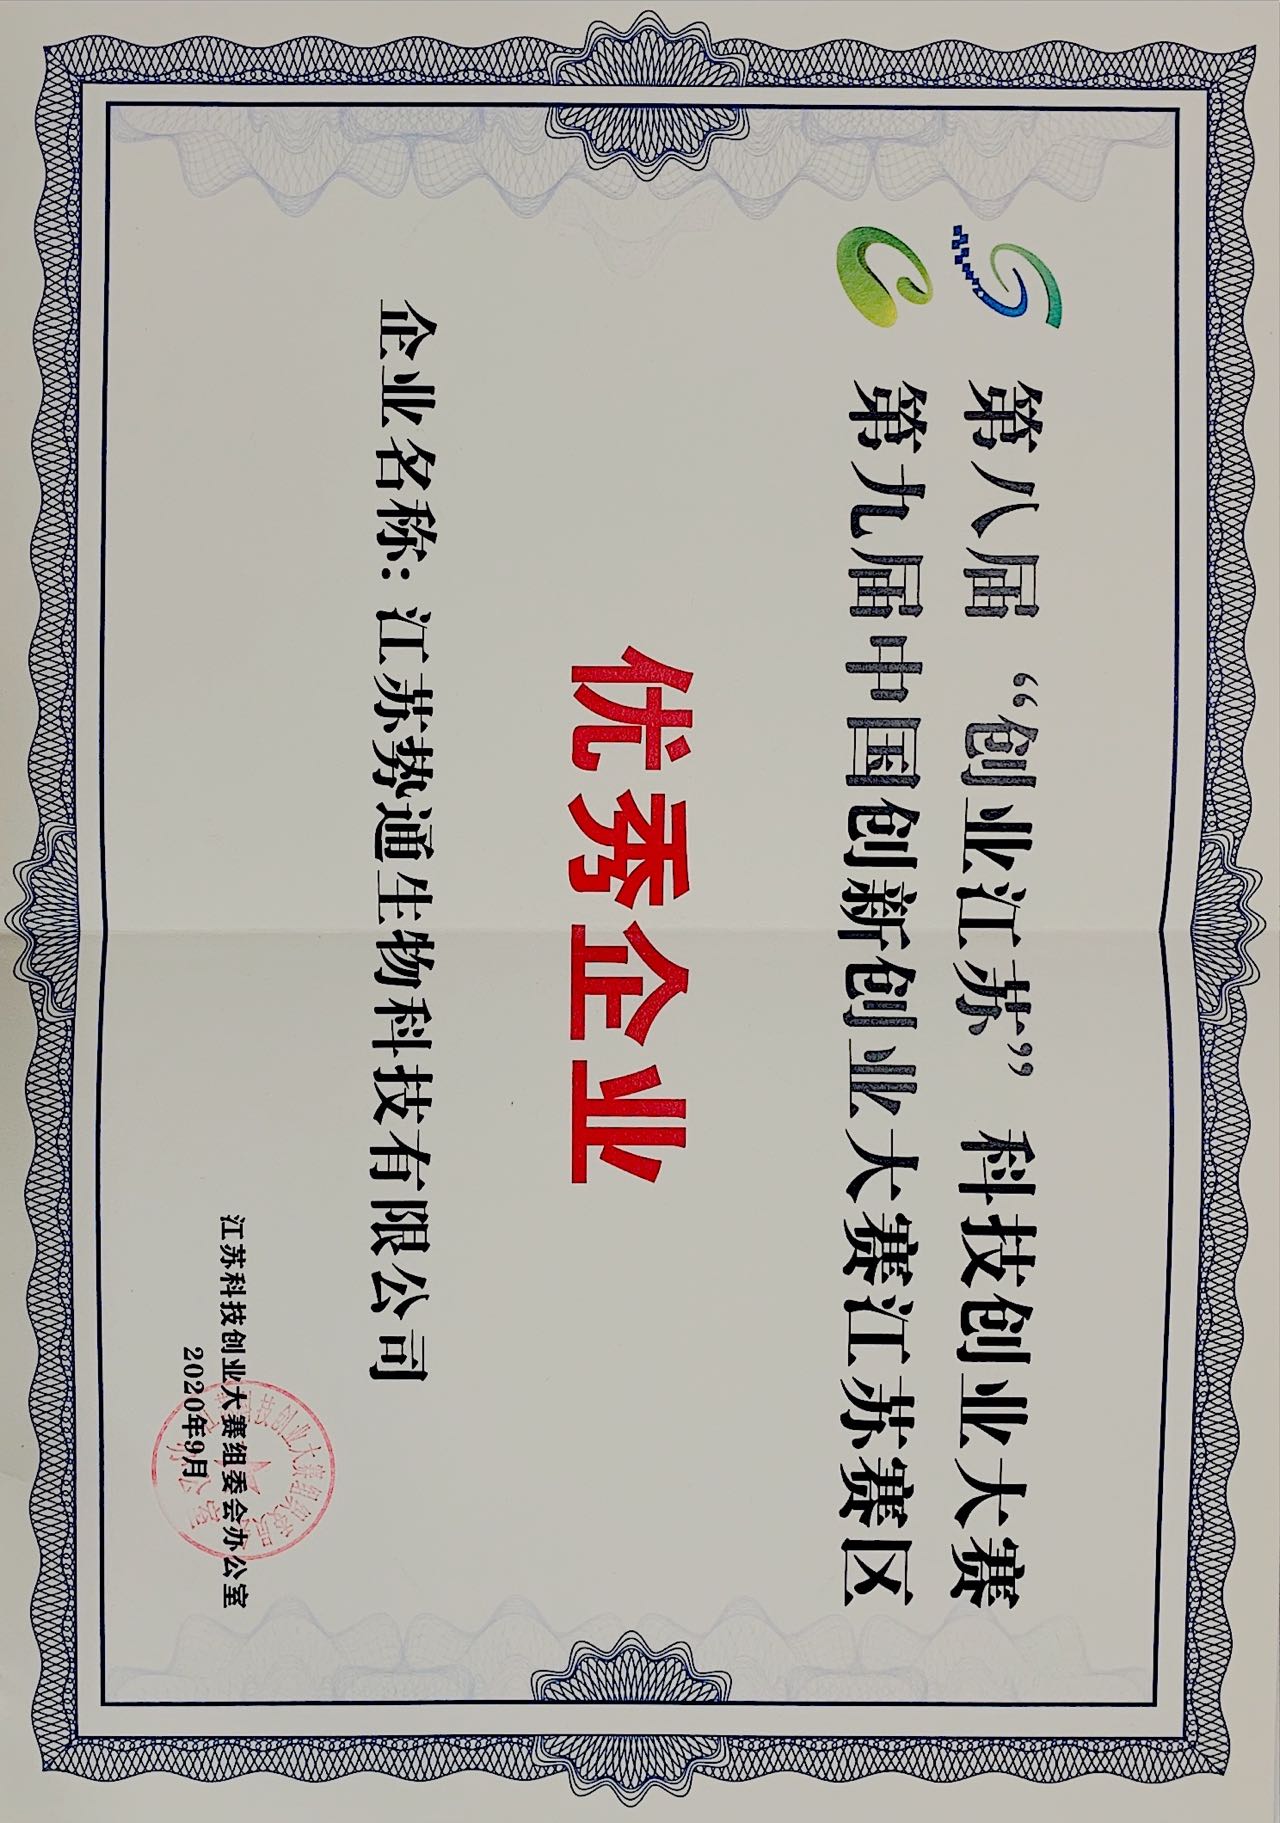 第八届 “创业江苏” 科技创业大赛
第九届中国创新创业大赛江苏赛区
优秀企业
企业名称: 江苏势通生物科技有限公司
江苏科技创业大赛组委会办公室
2020年9月